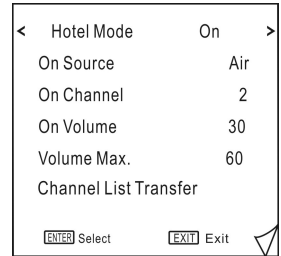 < Hotel Mode On >
On Source Air
On Channel 2
On Volume 30
Volume Max. 60
Channel List Transfer
ENTER Select EXIT Exit